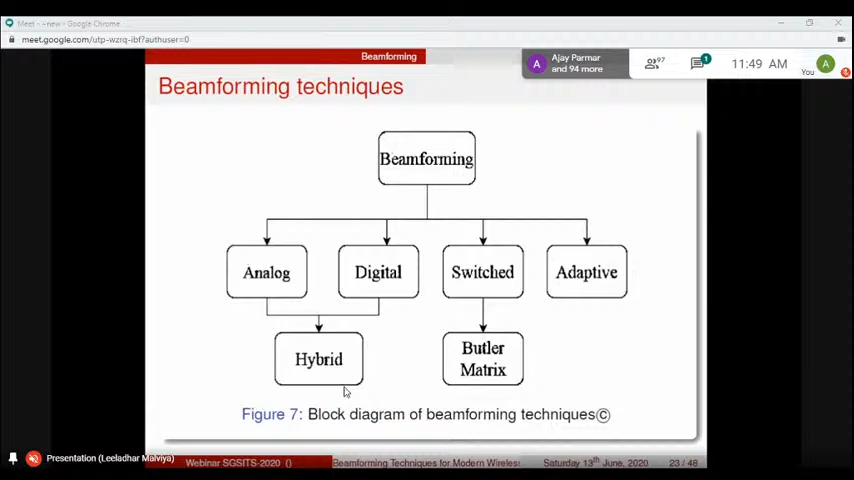 Meet - ~new - Google Chrome
meet.google.com/utp-wzrq-ibf?authuser=0
Beamforming
A Ajay Parmar
and 94 more
97
1
11:49 AM
You
A
Beamforming techniques
Beamforming
Analog
Digital
Switched
Adaptive
Hybrid
Butler
Matrix
Figure 7: Block diagram of beamforming techniques©
Presentation (Leeladhar Malviya)
Webinar SGSITS-2020 ()
Beamforming Techniques for Modern Wireless
Saturday 13th June, 2020
23 / 48